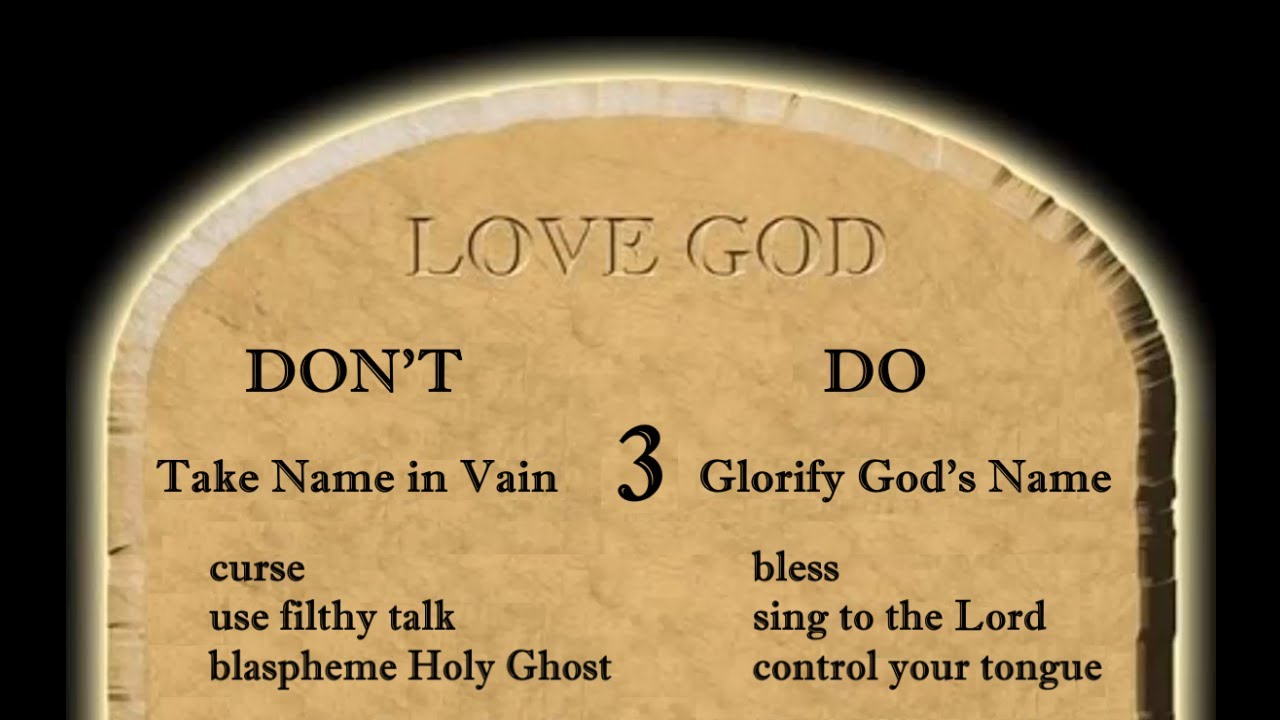 LOVE GOD
DON'T DO
Take Name in Vain 3 Glorify God's Name
curse bless
use filthy talk sing to the Lord
blaspheme Holy Ghost control your tongue